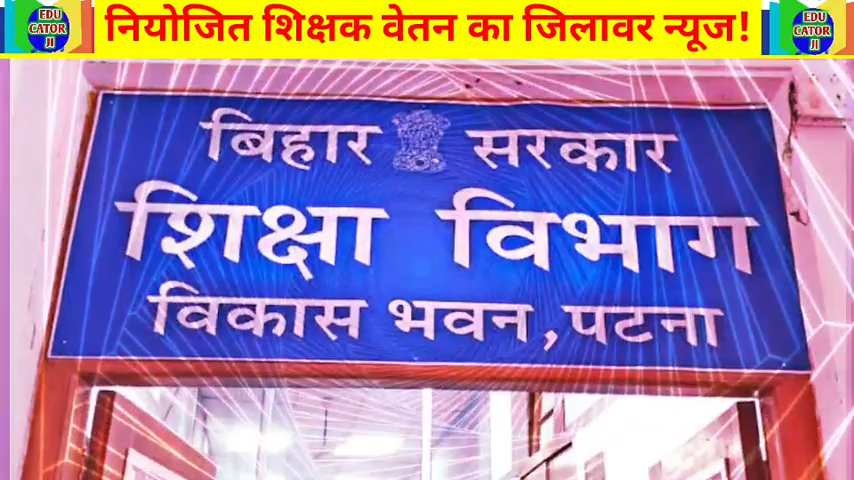 EDU
CATOR
JI
नियोजित शिक्षक वेतन का जिलावर न्यूज!
EDU
CATOR
JI
बिहार सरकार
शिक्षा विभाग
विकास भवन, पटना